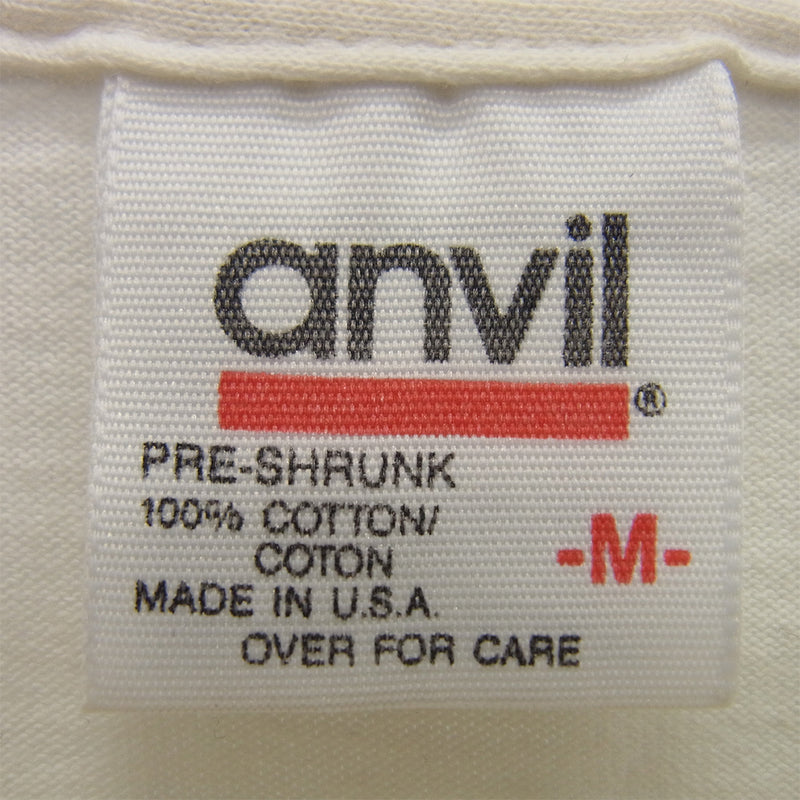 anvil®
PRE-SHRUNK
100% COTTON/
COTON
-M-
MADE IN U.S.A.
OVER FOR CARE